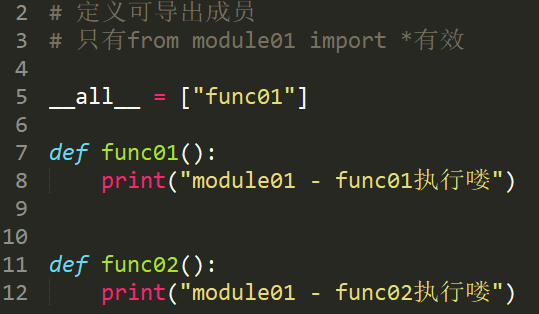 2 # 定义可导出成员
3 # 只有from module01 import *有效
4
5 __all__ = ["func01"]
6
7 def func01():
8     print("module01 - func01执行喽")
9
10
11 def func02():
12     print("module01 - func02执行喽")